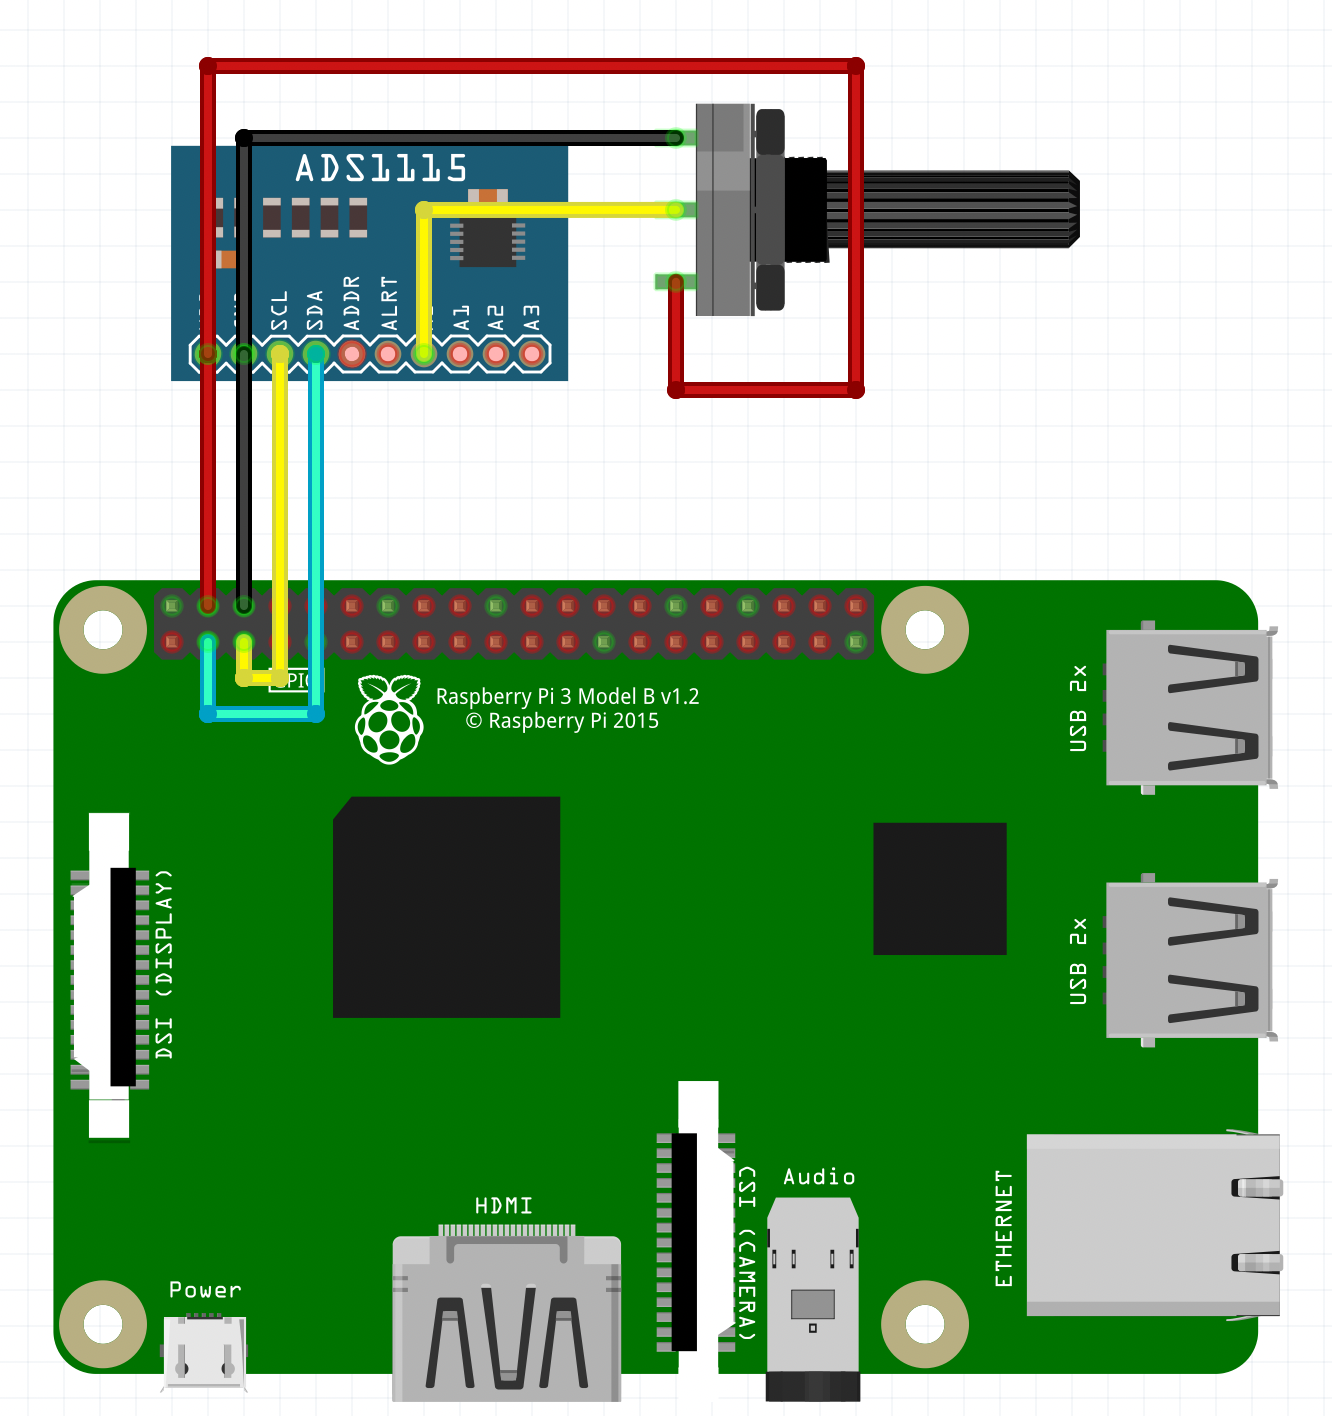 ADS1115
SCL
SDA
ADDR
ALRT
A1
A2
A3
Raspberry Pi 3 Model B v1.2
© Raspberry Pi 2015
USB 2x
USB 2x
DSI (DISPLAY)
CSI (CAMERA)
Audio
HDMI
ETHERNET
Power